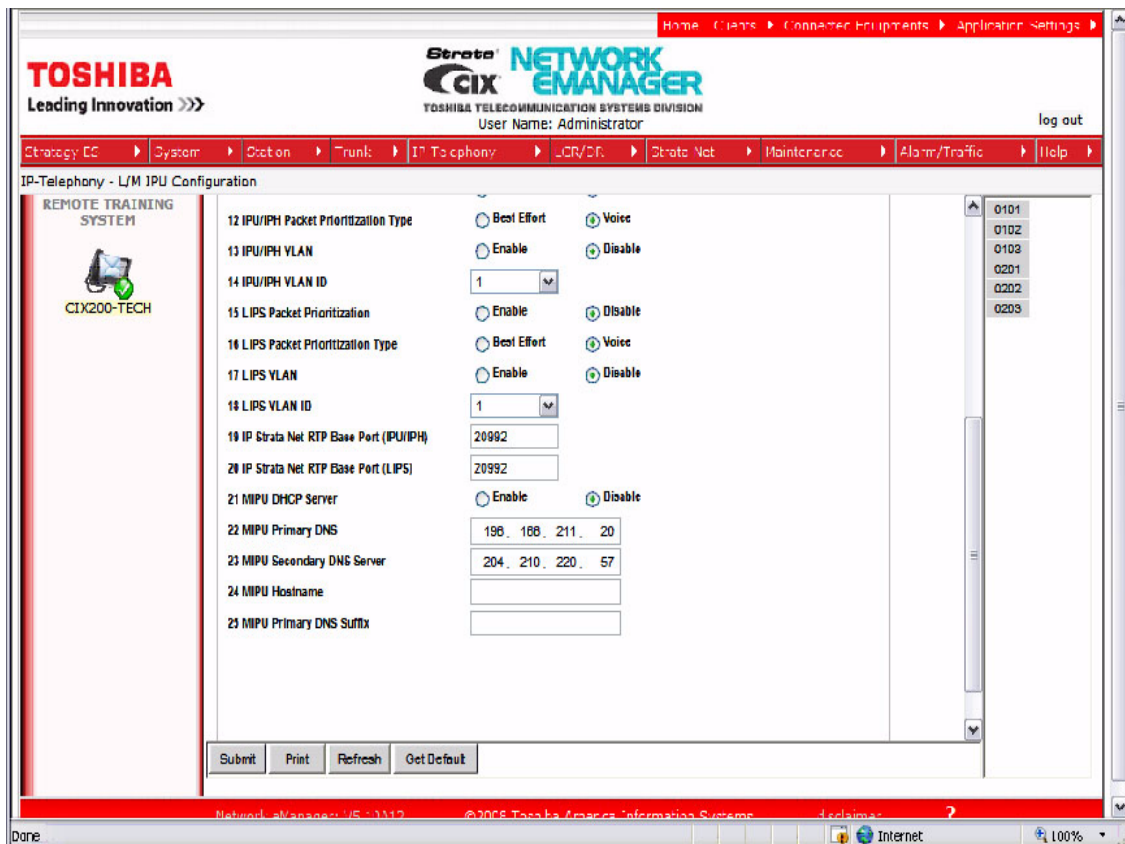 Home Clients Connected Equipments Application Settings
TOSHIBA
Leading Innovation >>>
Strata CIX NETWORK EMANAGER
TOSHIBA TELECOMMUNICATION SYSTEMS DIVISION
User Name: Administrator
log out
Strategy ES System Station Trunk IP Telephony LCR/DR Strata Net Maintenance Alarm/Traffic Help
IP-Telephony - L/M IPU Configuration
REMOTE TRAINING
SYSTEM
CIX200-TECH
12 IPU/IPH Packet Prioritization Type Best Effort Voice
13 IPU/IPH VLAN Enable Disable
14 IPU/IPH VLAN ID 1
15 LIPS Packet Prioritization Enable Disable
16 LIPS Packet Prioritization Type Best Effort Voice
17 LIPS VLAN Enable Disable
18 LIPS VLAN ID 1
19 IP Strata Net RTP Base Port (IPU/IPH) 20992
20 IP Strata Net RTP Base Port (LIPS) 20992
21 MIPU DHCP Server Enable Disable
22 MIPU Primary DNS 211. 20
23 MIPU Secondary DNS Server 204. 210. 220. 57
24 MIPU Hostname
25 MIPU Primary DNS Suffix
0101
0102
0103
0201
0202
0203
Submit Print Refresh Get Default
Network eManager: ©2008 Toshiba America Information Systems disclaimer ?
Done Internet 100%